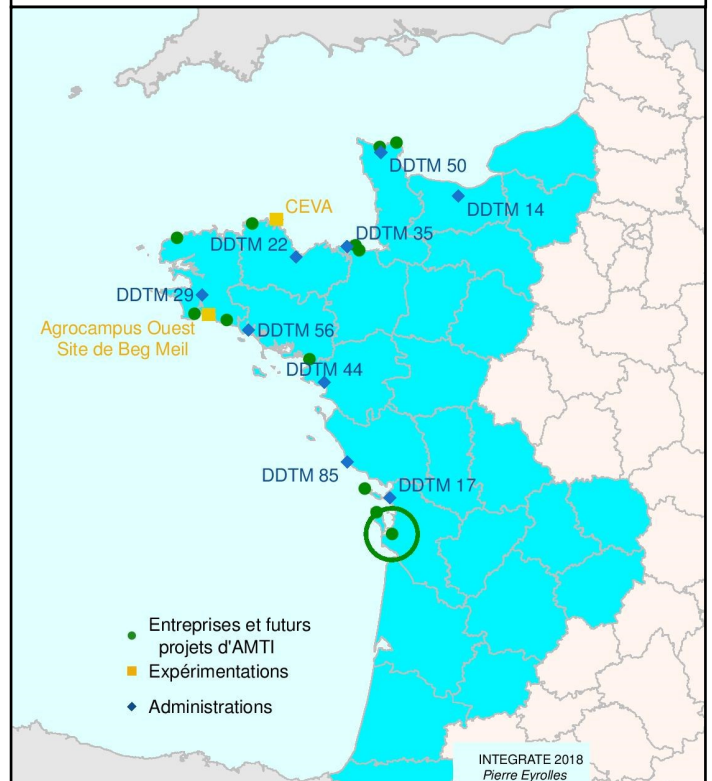 DDTM 50
DDTM 14
CEVA
DDTM 35
DDTM 22
DDTM 29
Agrocampus Ouest
Site de Beg Meil
DDTM 56
DDTM 44
DDTM 85
DDTM 17
Entreprises et futurs
projets d'AMTI
Expérimentations
Administrations
INTEGRATE 2018
Pierre Eyrolles